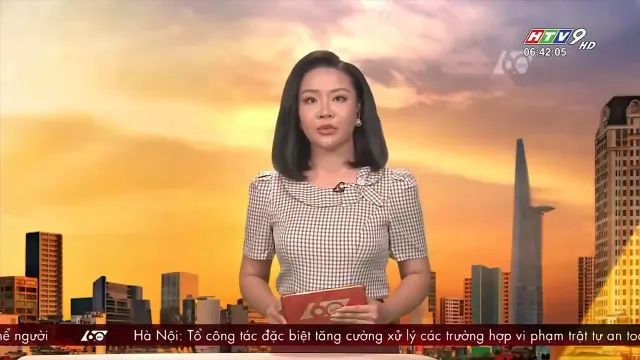 HTV9 HD
06:42:05
60
60
hể người 60 Hà Nội: Tổ công tác đặc biệt tăng cường xử lý các trường hợp vi phạm trật tự an to